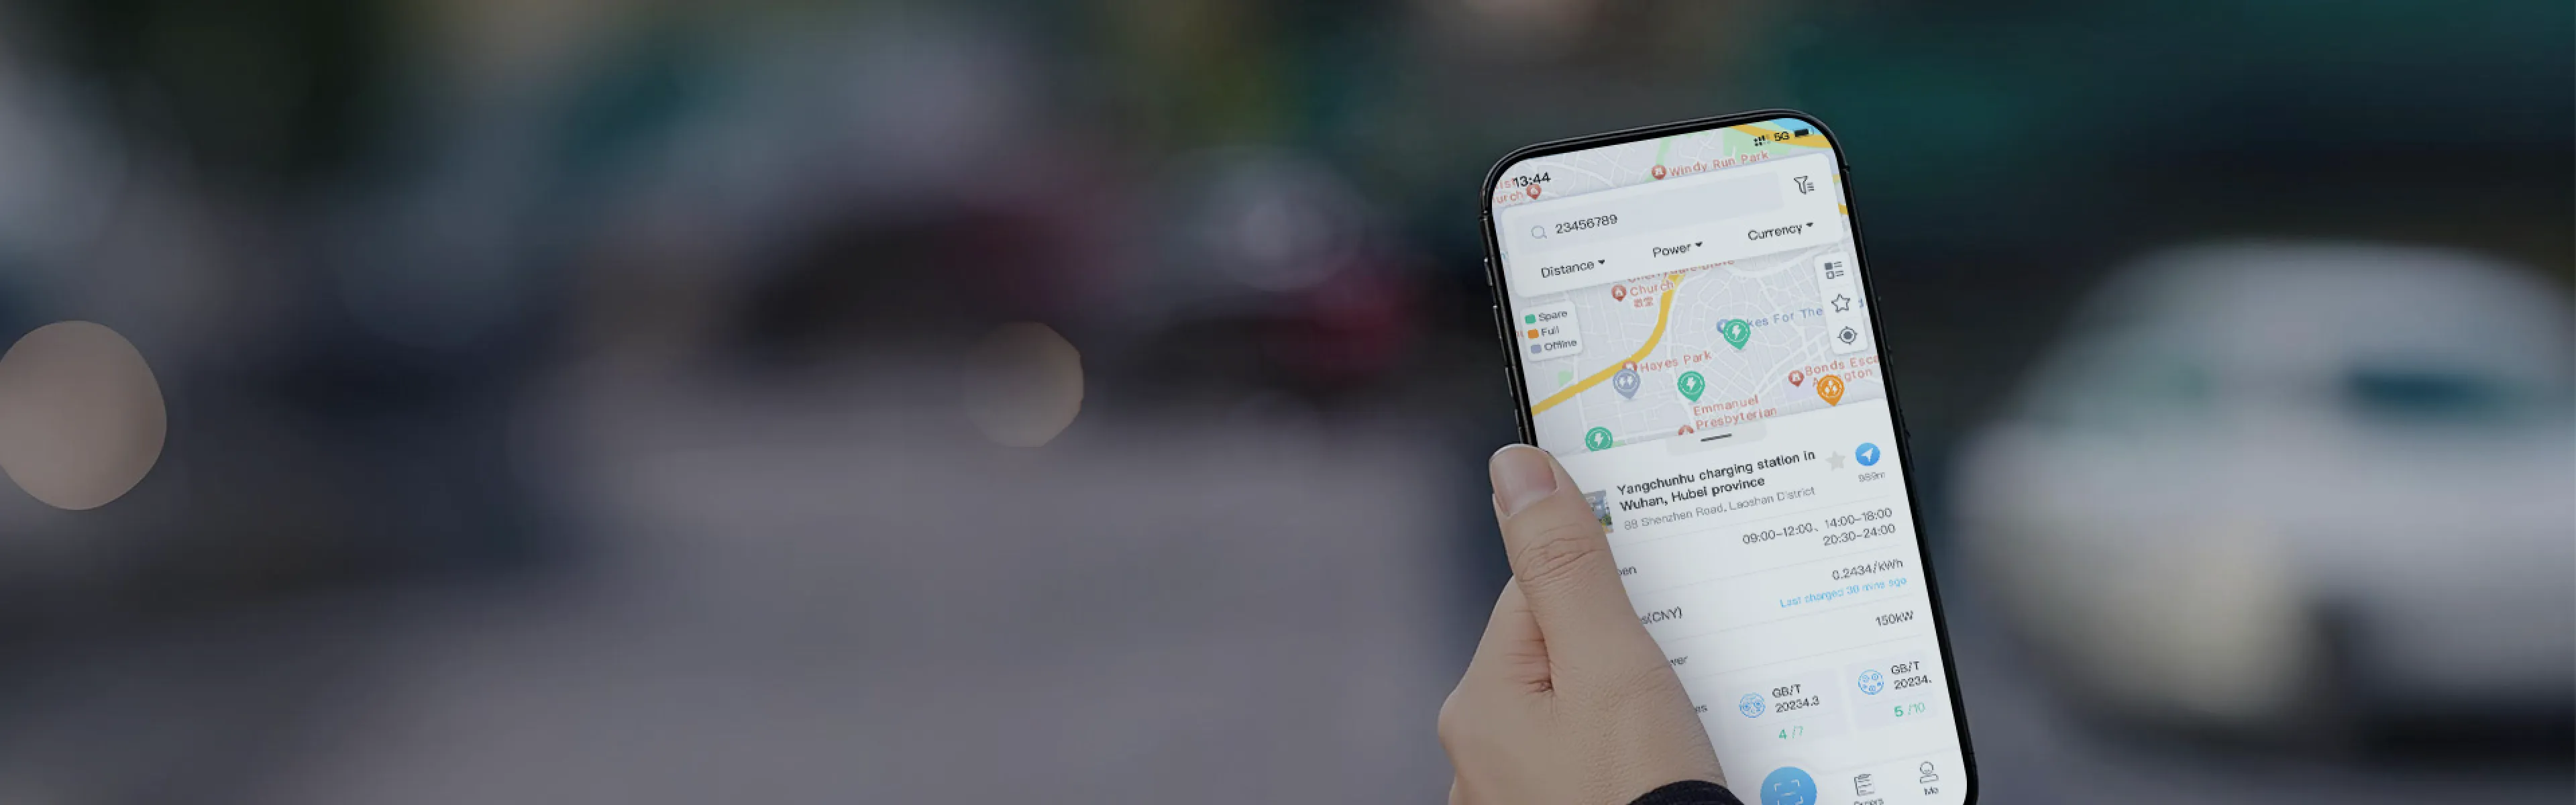 13:44
5G
Windy Run Park
23456789
Distance
Power
Currency
Church
Spare
Full
Offline
Hayes Park
Emmanuel
Presbyterian
Yangchunhu charging station in
Wuhan, Hubei province
88 Shenzhen Road, Laoshan District
989m
09:00-12:00、14:00-18:00
20:30-24:00
0.2434/kWh
Last charged 30 mins ago
(CNY)
150kW
GB/T
20234.3
4 /7
GB/T
20234.
5 /10
Me